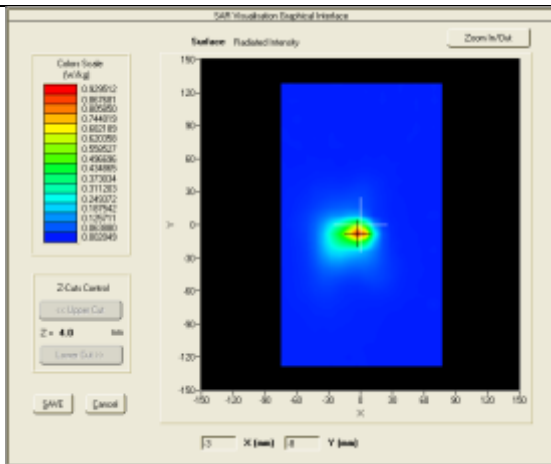 SAR Visualisation Graphical Interface
Surface Radiated Intensity
Zoom In/Out
Colors Scale
(W/kg)
0.929512
0.867681
0.805850
0.744019
0.682189
0.620358
0.558527
0.496696
0.434865
0.373034
0.311203
0.249372
0.187542
0.125711
0.063880
0.002049
150
120
90
60
30
0
-30
-60
-90
-120
-150
Y
-150 -120 -90 -60 -30 0 30 60 90 120 150
X
Z-Cuts Control
<< Upper Cut
Z = 4.0 mm
Lower Cut >>
SAVE Cancel
-3 X (mm) -8 Y (mm)